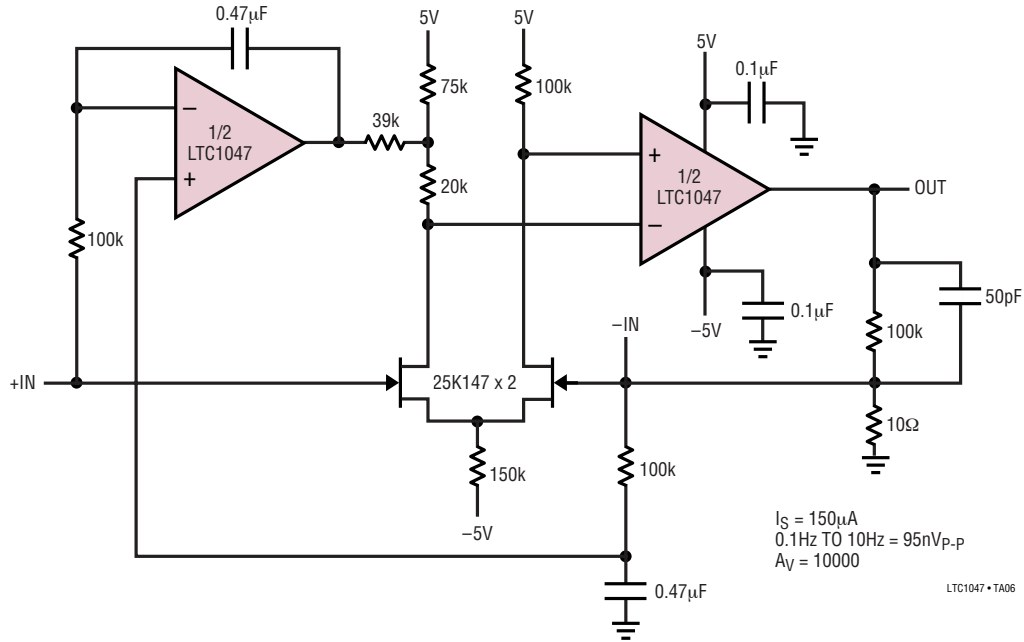 0.47µF
5V
5V
75k
100k
5V
0.1µF
–
1/2
LTC1047
+
39k
20k
+
1/2
LTC1047
–
OUT
100k
0.1µF
50pF
–5V
–IN
100k
+IN
25K147 x 2
10Ω
150k
100k
–5V
IS = 150µA
0.1Hz TO 10Hz = 95nVP-P
AV = 10000
0.47µF
LTC1047 • TA06